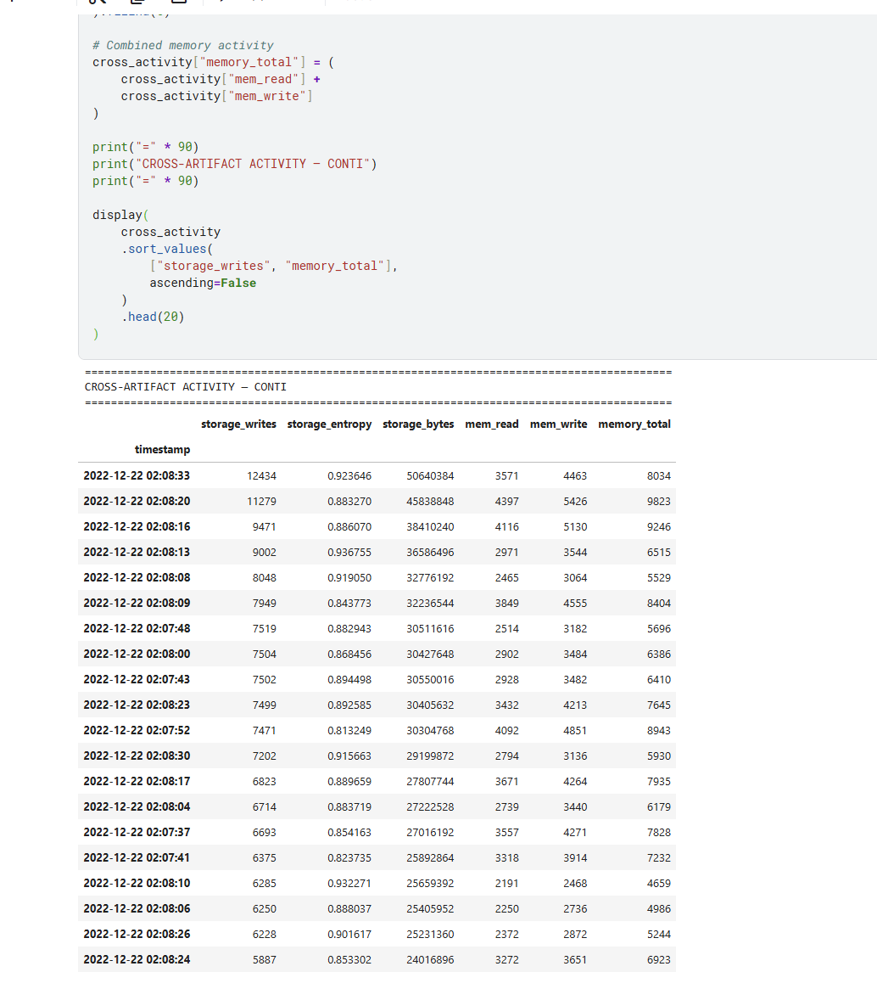 # Combined memory activity
cross_activity["memory_total"] = (
    cross_activity["mem_read"] +
    cross_activity["mem_write"]
)
print("=" * 90)
print("CROSS-ARTIFACT ACTIVITY — CONTI")
print("=" * 90)
display(
    cross_activity
    .sort_values(
        ["storage_writes", "memory_total"],
        ascending=False
    )
    .head(20)
)
==========================================================================================
CROSS-ARTIFACT ACTIVITY — CONTI
==========================================================================================
storage_writes storage_entropy storage_bytes mem_read mem_write memory_total
timestamp
2022-12-22 02:08:33 12434 0.923646 50640384 3571 4463 8034
2022-12-22 02:08:20 11279 0.883270 45838848 4397 5426 9823
2022-12-22 02:08:16 9471 0.886070 38410240 4116 5130 9246
2022-12-22 02:08:13 9002 0.936755 36586496 2971 3544 6515
2022-12-22 02:08:08 8048 0.919050 32776192 2465 3064 5529
2022-12-22 02:08:09 7949 0.843773 32236544 3849 4555 8404
2022-12-22 02:07:48 7519 0.882943 30511616 2514 3182 5696
2022-12-22 02:08:00 7504 0.868456 30427648 2902 3484 6386
2022-12-22 02:07:43 7502 0.894498 30550016 2928 3482 6410
2022-12-22 02:08:23 7499 0.892585 30405632 3432 4213 7645
2022-12-22 02:07:52 7471 0.813249 30304768 4092 4851 8943
2022-12-22 02:08:30 7202 0.915663 29199872 2794 3136 5930
2022-12-22 02:08:17 6823 0.889659 27807744 3671 4264 7935
2022-12-22 02:08:04 6714 0.883719 27222528 2739 3440 6179
2022-12-22 02:07:37 6693 0.854163 27016192 3557 4271 7828
2022-12-22 02:07:41 6375 0.823735 25892864 3318 3914 7232
2022-12-22 02:08:10 6285 0.932271 25659392 2191 2468 4659
2022-12-22 02:08:06 6250 0.888037 25405952 2250 2736 4986
2022-12-22 02:08:26 6228 0.901617 25231360 2372 2872 5244
2022-12-22 02:08:24 5887 0.853302 24016896 3272 3651 6923